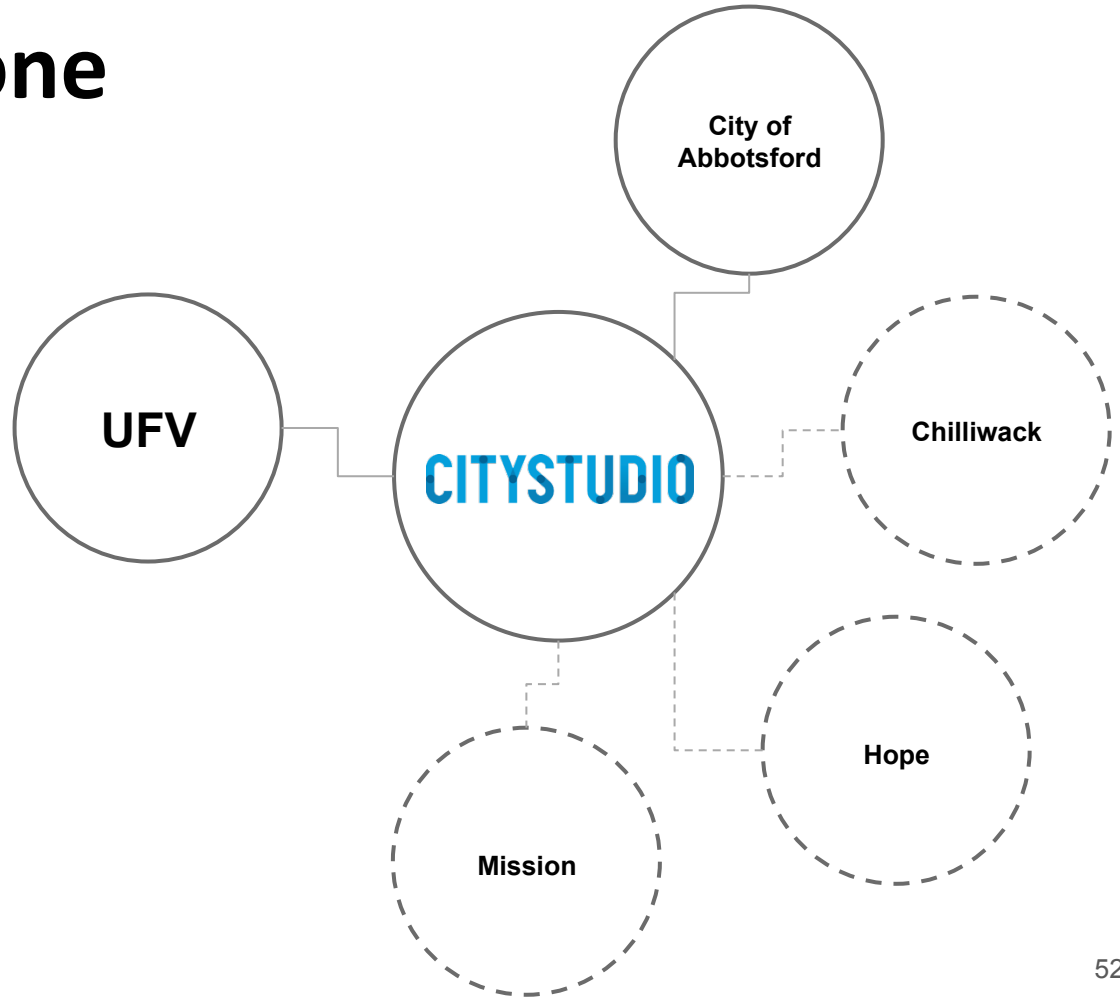 one
City of
Abbotsford
UFV
CITYSTUDIO
Chilliwack
Hope
Mission
52